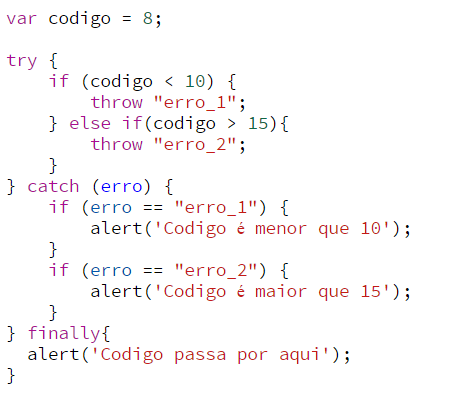 var codigo = 8;
try {
    if (codigo < 10) {
        throw "erro_1";
    } else if(codigo > 15){
        throw "erro_2";
    }
} catch (erro) {
    if (erro == "erro_1") {
        alert('Codigo é menor que 10');
    }
    if (erro == "erro_2") {
        alert('Codigo é maior que 15');
    }
} finally{
  alert('Codigo passa por aqui');
}